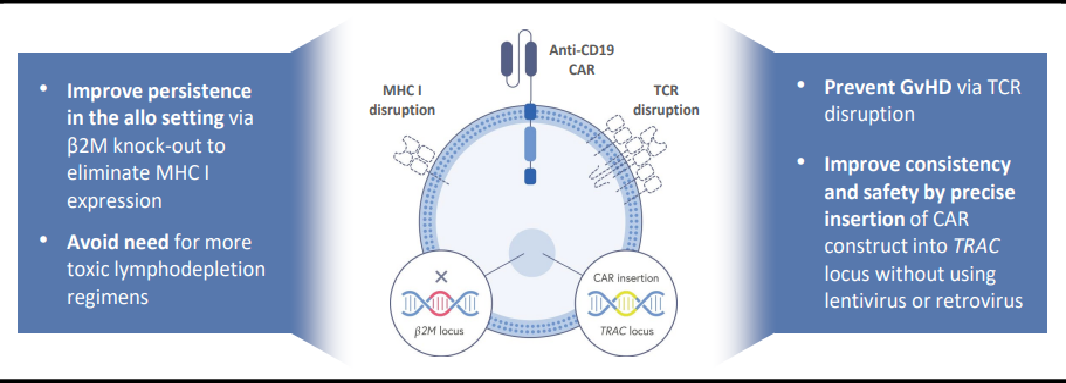 • Improve persistence
in the allo setting via
β2M knock-out to
eliminate MHC I
expression
• Avoid need for more
toxic lymphodepletion
regimens
Anti-CD19
CAR
MHC I
disruption
TCR
disruption
β2M locus
CAR insertion
TRAC locus
• Prevent GvHD via TCR
disruption
• Improve consistency
and safety by precise
insertion of CAR
construct into TRAC
locus without using
lentivirus or retrovirus